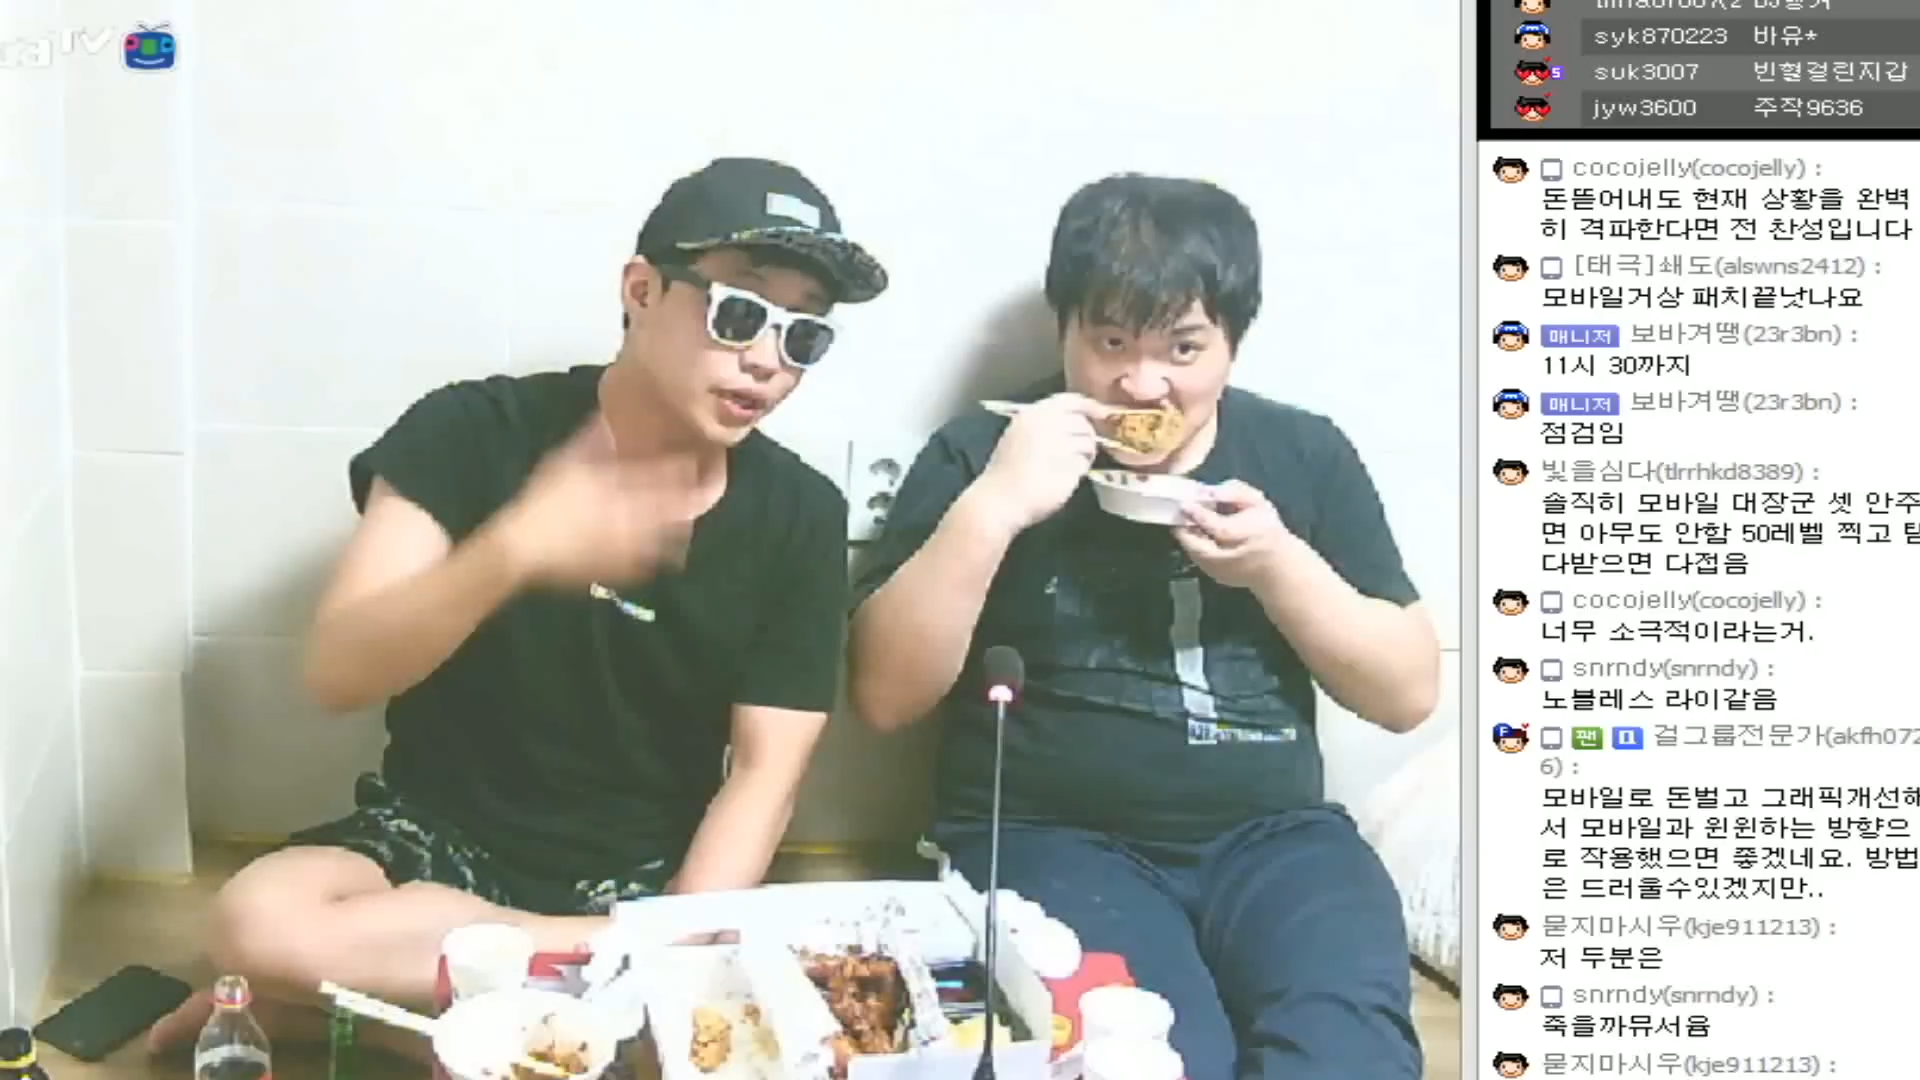 TV
syk870223 바유*
suk3007 빈혈걸린지갑
jyw3600 주작9636
cocojelly(cocojelly) :
돈뜯어내도 현재 상황을 완벽
히 격파한다면 전 찬성입니다
[태극]쇄도(alswns2412) :
모바일거상 패치끝낫나요
매니저 보바겨땡(23r3bn) :
11시 30까지
매니저 보바겨땡(23r3bn) :
점검임
빛을심다(tlrrhkd8389) :
솔직히 모바일 대장군 셋 안주
면 아무도 안함 50레벨 찍고
다받으면 다접음
cocojelly(cocojelly) :
너무 소극적이라는거.
snrndy(snrndy) :
노블레스 라이같음
팬 걸그룹전문가(akfh072
6) :
모바일로 돈벌고 그래픽개선해
서 모바일과 윈윈하는 방향으
로 작용했으면 좋겠네요. 방법
은 드러울수있겠지만..
묻지마시우(kje911213) :
저 두분은
snrndy(snrndy) :
죽을까뮤서윰
묻지마시우(kje911213) :